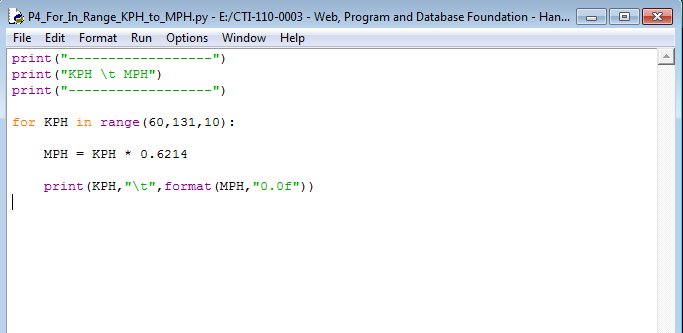 P4_For_In_Range_KPH_to_MPH.py - E:/CTI-110-0003 - Web, Program and Database Foundation - Han...
File Edit Format Run Options Window Help
print("------------------")
print("KPH \t MPH")
print("------------------")
for KPH in range(60,131,10):
    MPH = KPH * 0.6214
    print(KPH,"\t",format(MPH,"0.0f"))